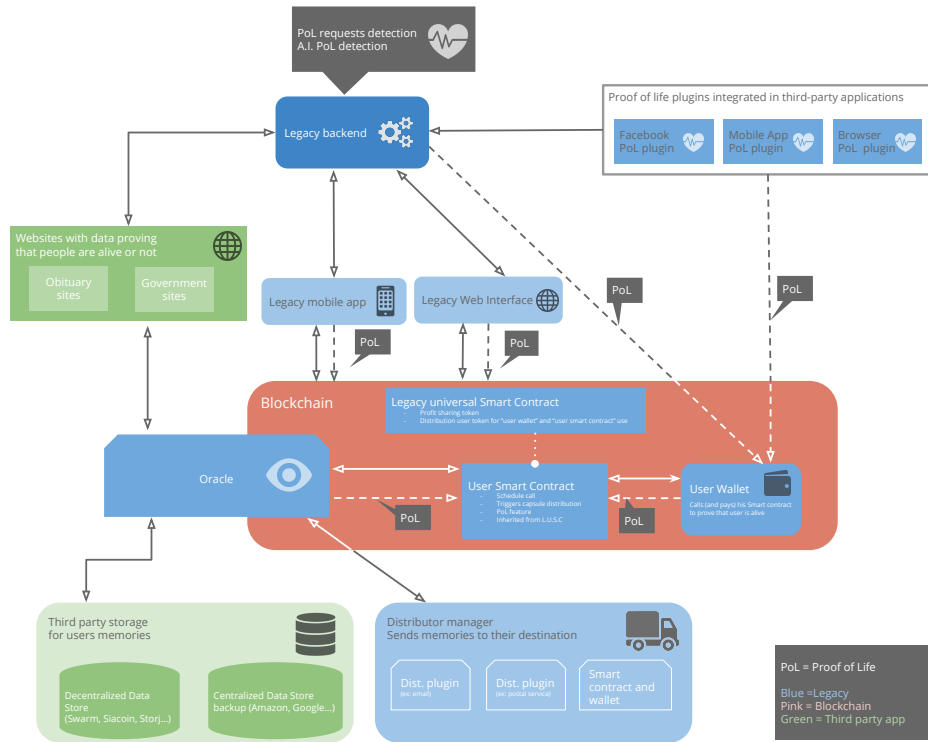 PoL requests detection
A.I. PoL detection
Legacy backend
Proof of life plugins integrated in third-party applications
Facebook
PoL plugin
Mobile App
PoL plugin
Browser
PoL plugin
Websites with data proving
that people are alive or not
Obituary
sites
Government
sites
Legacy mobile app
Legacy Web Interface
PoL
PoL
PoL
PoL
Blockchain
Legacy universal Smart Contract
- Profit sharing token
- Distribution user token for "user wallet" and "user smart contract" use
Oracle
User Smart Contract
- Schedule call
- Triggers capsule distribution
- PoL feature
- Inherited from L.U.S.C
User Wallet
Calls (and pays) his Smart contract
to prove that user is alive
PoL
PoL
Third party storage
for users memories
Decentralized Data
Store
(Swarm, Siacoin, Storj...)
Centralized Data Store
backup (Amazon, Google...)
Distributor manager
Sends memories to their destination
Dist. plugin
(ex: email)
Dist. plugin
(ex: postal service)
Smart
contract and
wallet
PoL = Proof of Life
Blue =Legacy
Pink = Blockchain
Green = Third party app